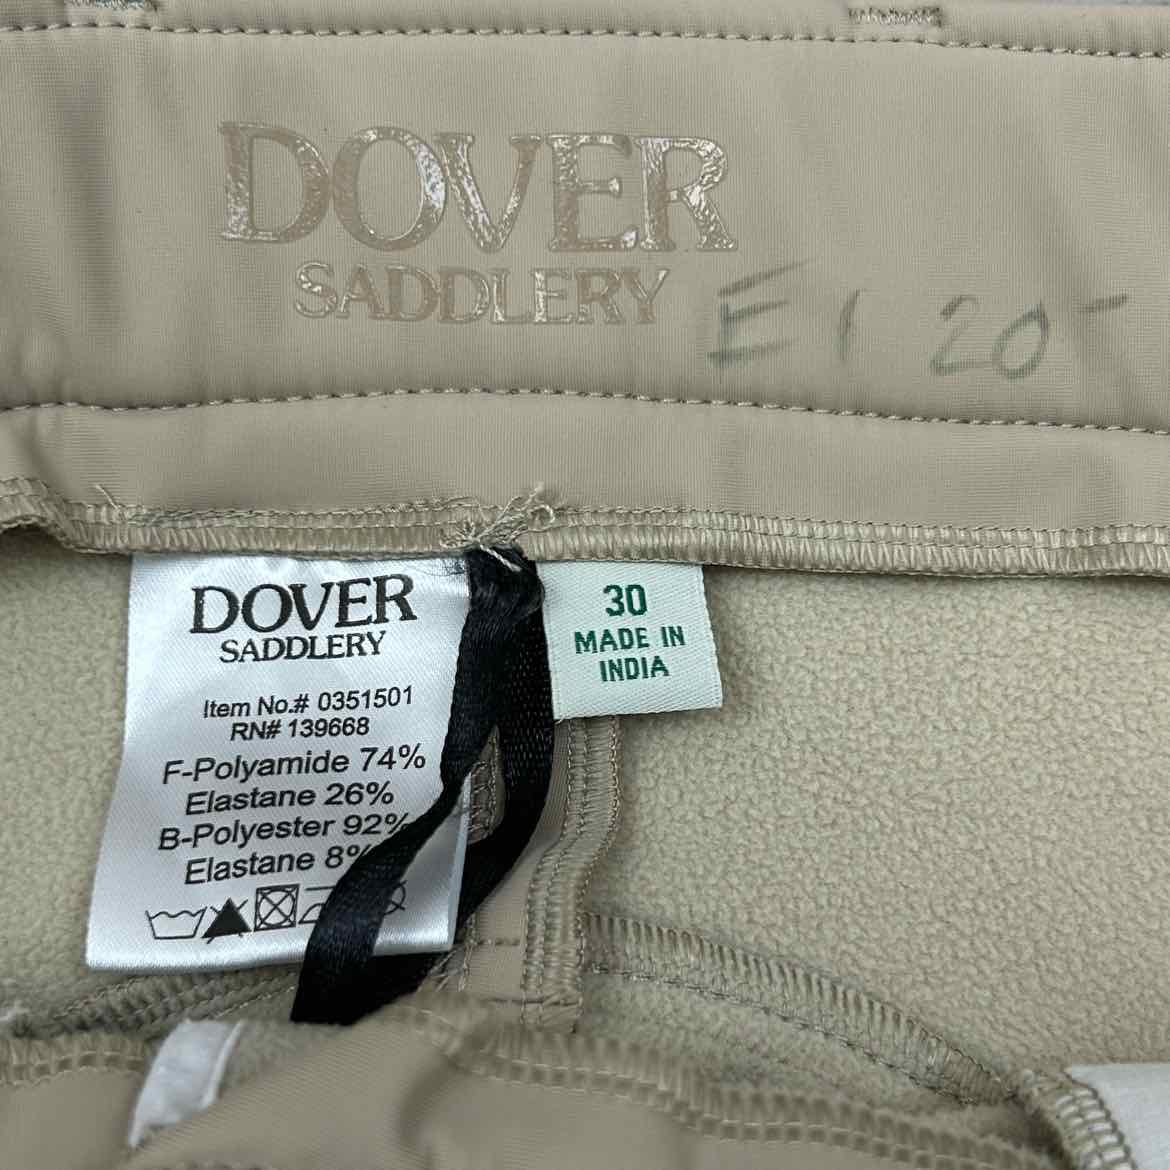 DOVER
SADDLERY
E1 20-
DOVER
SADDLERY
Item No.# 0351501
RN# 139668
F-Polyamide 74%
Elastane 26%
B-Polyester 92%
Elastane 8%
30
MADE IN
INDIA